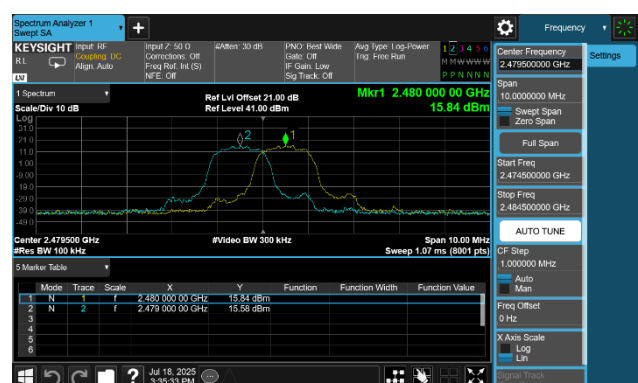 Spectrum Analyzer 1
Swept SA
Frequency
KEYSIGHT Input: RF Input Z: 50 Ω #Atten: 30 dB PNO: Best Wide Avg Type: Log-Power 1 2 3 4 5 6
RL Coupling: DC Corrections: Off Gate: Off Trig: Free Run M M W W W W
Align: Auto Freq Ref: Int (S) IF Gain: Low P P N N N N
LXI NFE: Off Sig Track: Off
1 Spectrum
Scale/Div 10 dB
Ref Lvl Offset 21.00 dB
Ref Level 41.00 dBm
Mkr1 2.480 000 00 GHz
15.84 dBm
Log
31.0
21.0
11.0
1.00
-9.00
-19.0
-29.0
-39.0
-49.0
2
1
Center 2.479500 GHz #Video BW 300 kHz Span 10.00 MHz
#Res BW 100 kHz Sweep 1.07 ms (8001 pts)
5 Marker Table
Mode Trace Scale X Y Function Function Width Function Value
1 N 1 f 2.480 000 00 GHz 15.84 dBm
2 N 2 f 2.479 000 00 GHz 15.58 dBm
3
4
5
6
Jul 18, 2025
3:35:33 PM
Center Frequency
2.479500000 GHz
Settings
Span
10.0000000 MHz
Swept Span
Zero Span
Full Span
Start Freq
2.474500000 GHz
Stop Freq
2.484500000 GHz
AUTO TUNE
CF Step
1.000000 MHz
Auto
Man
Freq Offset
0 Hz
X Axis Scale
Log
Lin
Signal Track